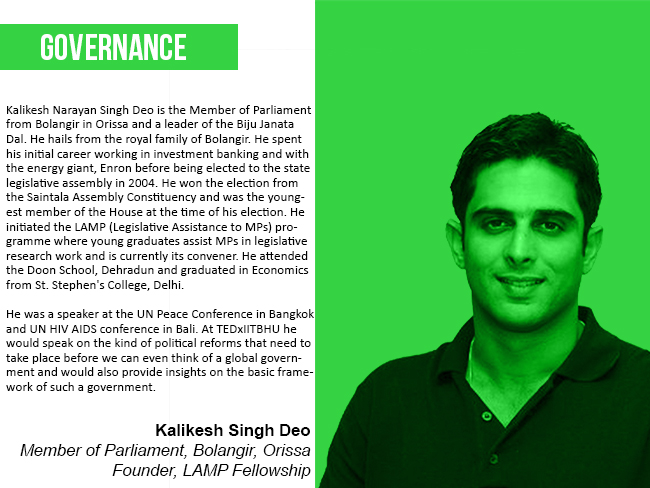 GOVERNANCE
Kalikesh Narayan Singh Deo is the Member of Parliament
from Bolangir in Orissa and a leader of the Biju Janata
Dal. He hails from the royal family of Bolangir. He spent
his initial career working in investment banking and with
the energy giant, Enron before being elected to the state
legislative assembly in 2004. He won the election from
the Saintala Assembly Constituency and was the young-
est member of the House at the time of his election. He
initiated the LAMP (Legislative Assistance to MPs) pro-
gramme where young graduates assist MPs in legislative
research work and is currently its convener. He attended
the Doon School, Dehradun and graduated in Economics
from St. Stephen's College, Delhi.
He was a speaker at the UN Peace Conference in Bangkok
and UN HIV AIDS conference in Bali. At TEDxIITBHU he
would speak on the kind of political reforms that need to
take place before we can even think of a global govern-
ment and would also provide insights on the basic frame-
work of such a government.
Kalikesh Singh Deo
Member of Parliament, Bolangir, Orissa
Founder, LAMP Fellowship